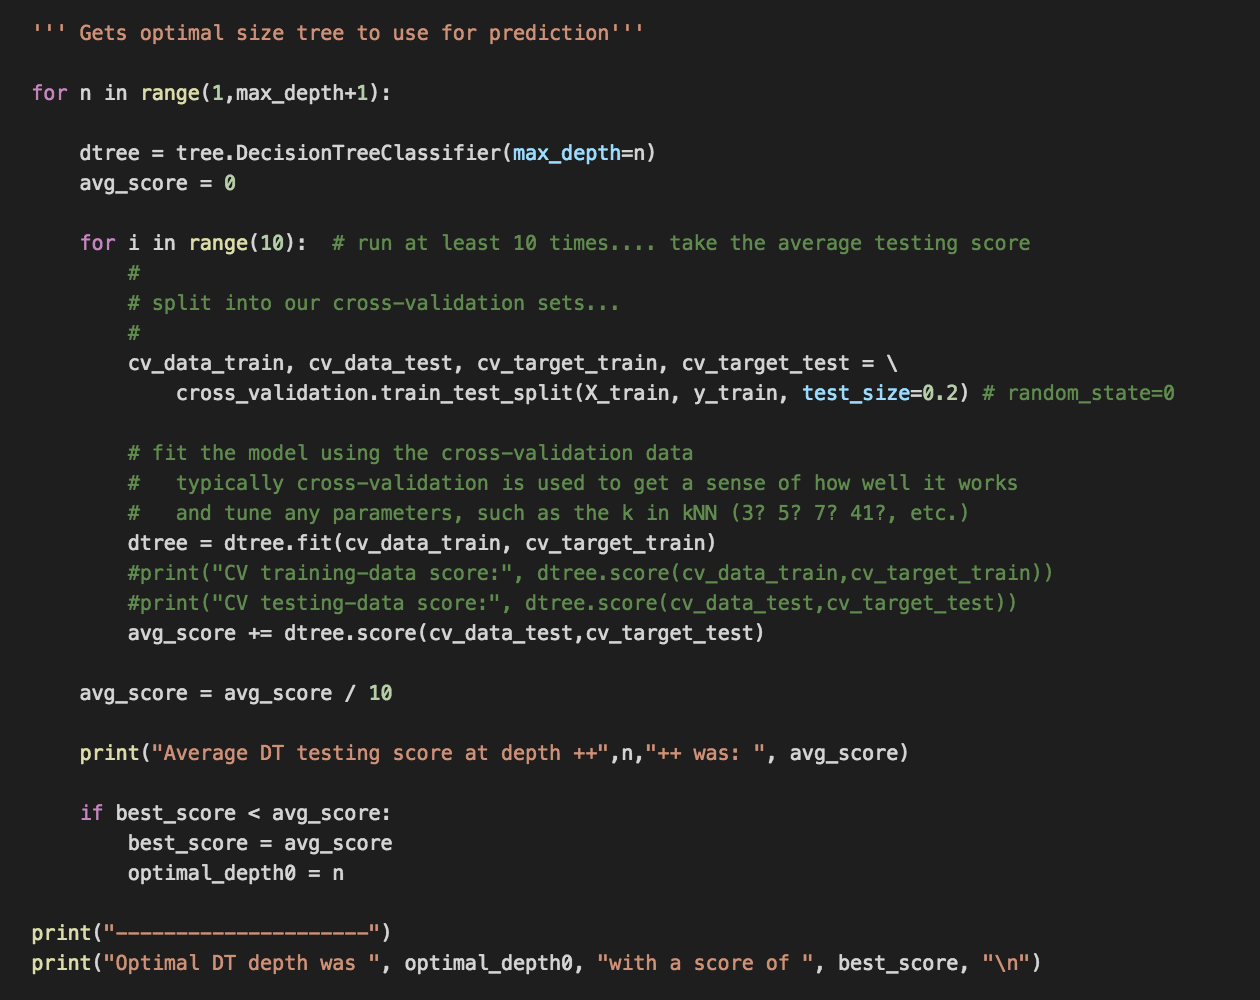 ''' Gets optimal size tree to use for prediction'''

for n in range(1,max_depth+1):

    dtree = tree.DecisionTreeClassifier(max_depth=n)
    avg_score = 0

    for i in range(10):  # run at least 10 times.... take the average testing score
        #
        # split into our cross-validation sets...
        #
        cv_data_train, cv_data_test, cv_target_train, cv_target_test = \
            cross_validation.train_test_split(X_train, y_train, test_size=0.2) # random_state=0

        # fit the model using the cross-validation data
        #   typically cross-validation is used to get a sense of how well it works
        #   and tune any parameters, such as the k in kNN (3? 5? 7? 41?, etc.)
        dtree = dtree.fit(cv_data_train, cv_target_train)
        #print("CV training-data score:", dtree.score(cv_data_train,cv_target_train))
        #print("CV testing-data score:", dtree.score(cv_data_test,cv_target_test))
        avg_score += dtree.score(cv_data_test,cv_target_test)

    avg_score = avg_score / 10

    print("Average DT testing score at depth ++",n,"++ was: ", avg_score)

    if best_score < avg_score:
        best_score = avg_score
        optimal_depth0 = n

print("---------------------")
print("Optimal DT depth was ", optimal_depth0, "with a score of ", best_score, "\n")